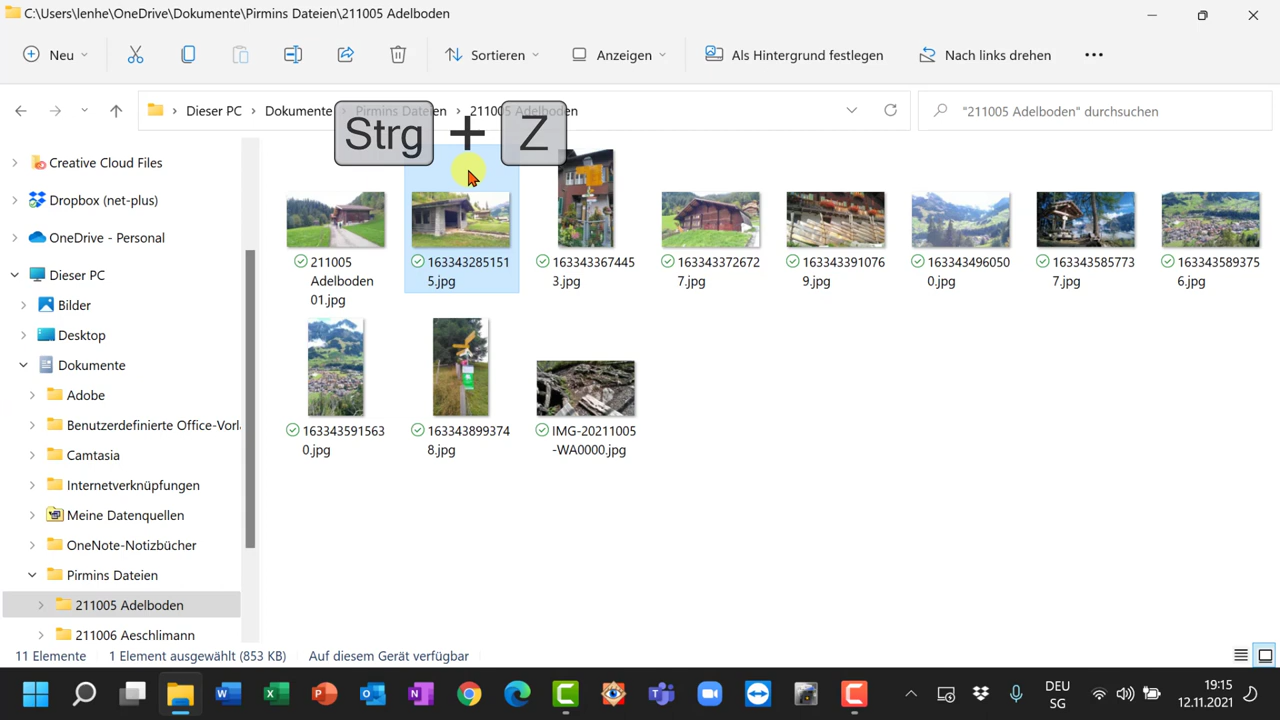 C:\Users\lenhe\OneDrive\Dokumente\Pirmins Dateien\211005 Adelboden
Neu
Sortieren
Anzeigen
Als Hintergrund festlegen
Nach links drehen
Dieser PC > Dokumente > Pirmins Dateien > 211005 Adelboden
"211005 Adelboden" durchsuchen
Strg + Z
Creative Cloud Files
Dropbox (net-plus)
OneDrive - Personal
Dieser PC
Bilder
Desktop
Dokumente
Adobe
Benutzerdefinierte Office-Vorl
Camtasia
Internetverknüpfungen
Meine Datenquellen
OneNote-Notizbücher
Pirmins Dateien
211005 Adelboden
211006 Aeschlimann
211005
Adelboden
01.jpg
163343285151
5.jpg
163343367445
3.jpg
163343372672
7.jpg
163343391076
9.jpg
163343496050
0.jpg
163343585773
7.jpg
163343589375
6.jpg
163343591563
0.jpg
163343899374
8.jpg
IMG-20211005
-WA0000.jpg
11 Elemente
1 Element ausgewählt (853 KB)
Auf diesem Gerät verfügbar
DEU
SG
19:15
12.11.2021